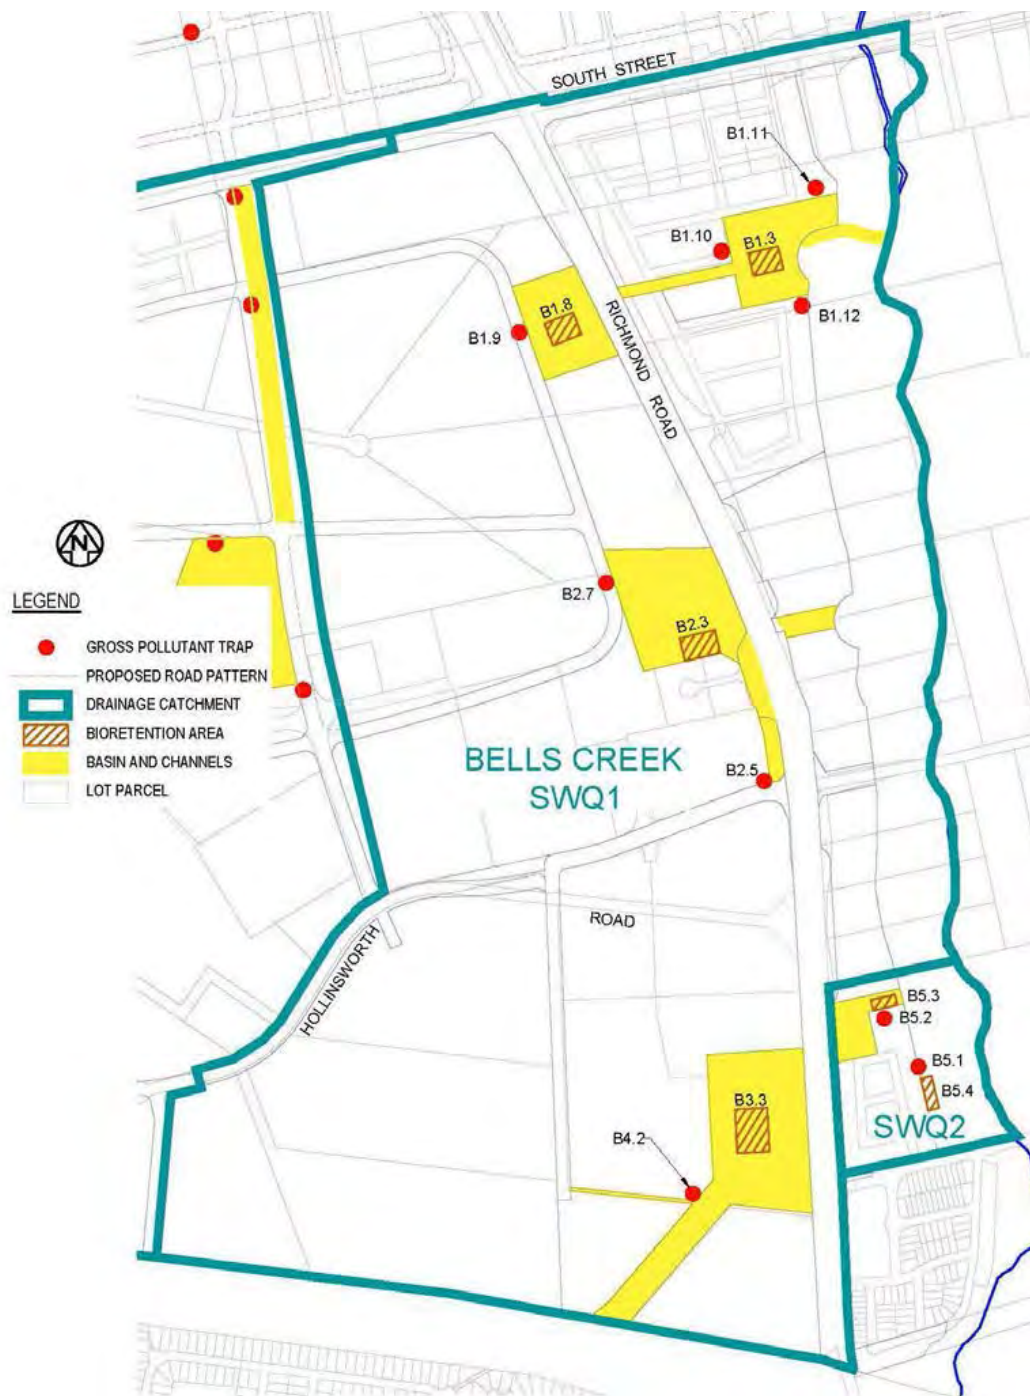 SOUTH STREET
B1.11
B1.10
B1.3
B1.8
B1.9
B1.12
RICHMOND ROAD
N
LEGEND
GROSS POLLUTANT TRAP
PROPOSED ROAD PATTERN
DRAINAGE CATCHMENT
BIORETENTION AREA
BASIN AND CHANNELS
LOT PARCEL
B2.7
B2.3
BELLS CREEK
SWQ1
B2.5
HOLLINSWORTH
ROAD
B5.3
B5.2
B5.1
B5.4
SWQ2
B3.3
B4.2